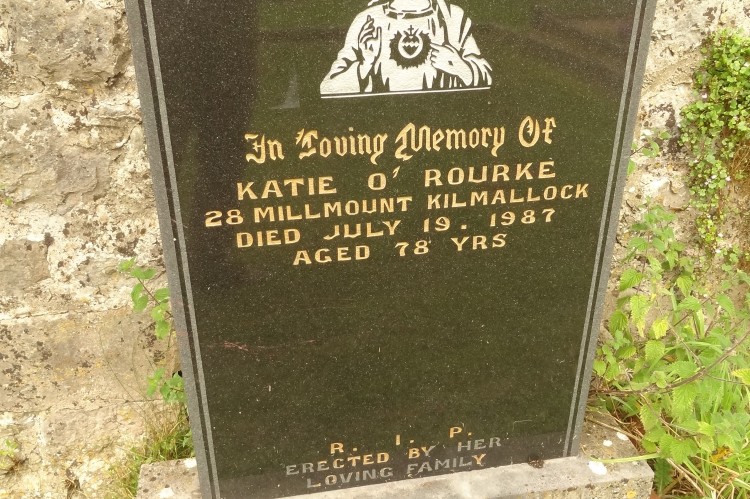 In Loving Memory Of
KATIE O' ROURKE
28 MILLMOUNT KILMALLOCK
DIED JULY 19. 1987
AGED 78 YRS
R. I. P.
ERECTED BY HER
LOVING FAMILY